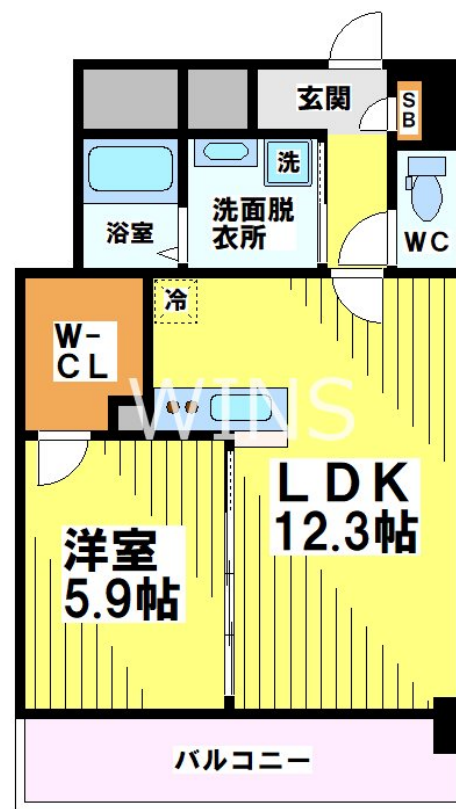 玄関
SB
洗
浴室
洗面脱
衣所
WC
冷
W-
CL
WINS
LDK
12.3帖
洋室
5.9帖
バルコニー